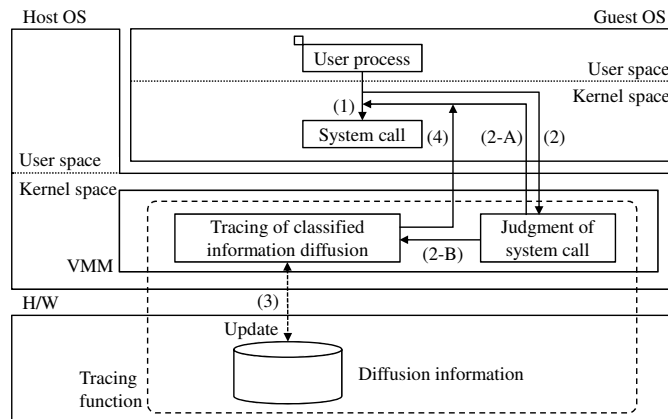 Host OS
Guest OS
User process
User space
Kernel space
(1)
System call
(4)
(2-A)
(2)
User space
Kernel space
Tracing of classified
information diffusion
(2-B)
Judgment of
system call
VMM
H/W
(3)
Update
Diffusion information
Tracing
function